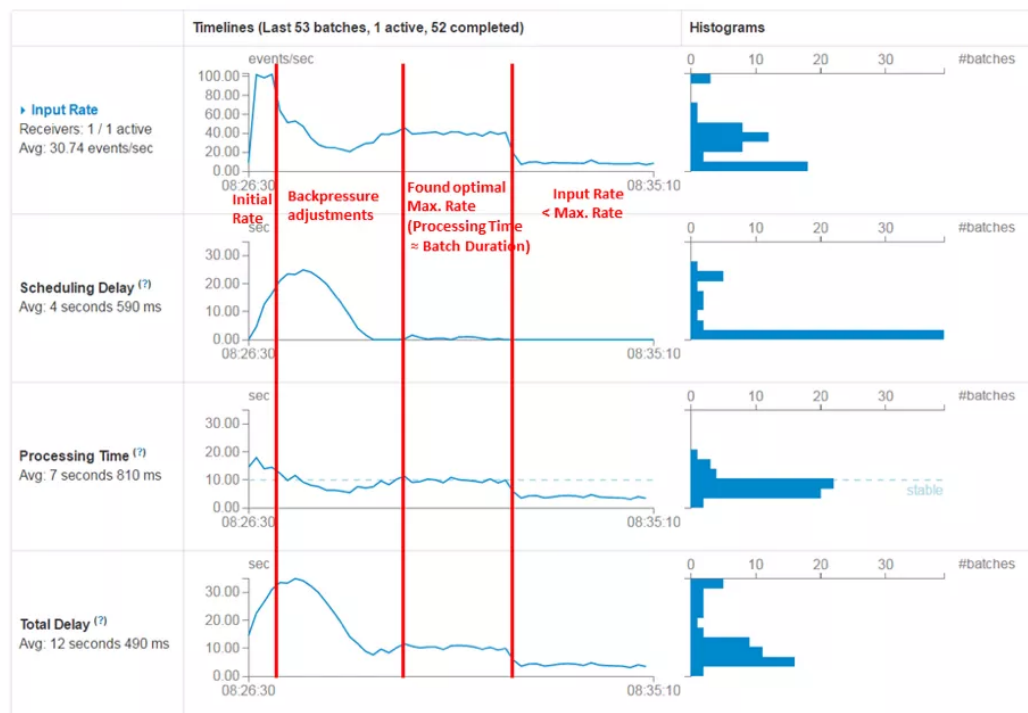 Timelines (Last 53 batches, 1 active, 52 completed)
Histograms
Input Rate
Receivers: 1 / 1 active
Avg: 30.74 events/sec
events/sec
100.00
80.00
60.00
40.00
20.00
0.00
08:26:30
08:35:10
0 10 20 30 #batches
Initial
Rate
Backpressure
adjustments
Found optimal
Max. Rate
(Processing Time
≈ Batch Duration)
Input Rate
< Max. Rate
Scheduling Delay (?)
Avg: 4 seconds 590 ms
sec
30.00
20.00
10.00
0.00
08:26:30
08:35:10
0 10 20 30 #batches
Processing Time (?)
Avg: 7 seconds 810 ms
sec
30.00
20.00
10.00
0.00
08:26:30
08:35:10
0 10 20 30 #batches
stable
Total Delay (?)
Avg: 12 seconds 490 ms
sec
30.00
20.00
10.00
0.00
08:26:30
08:35:10
0 10 20 30 #batches